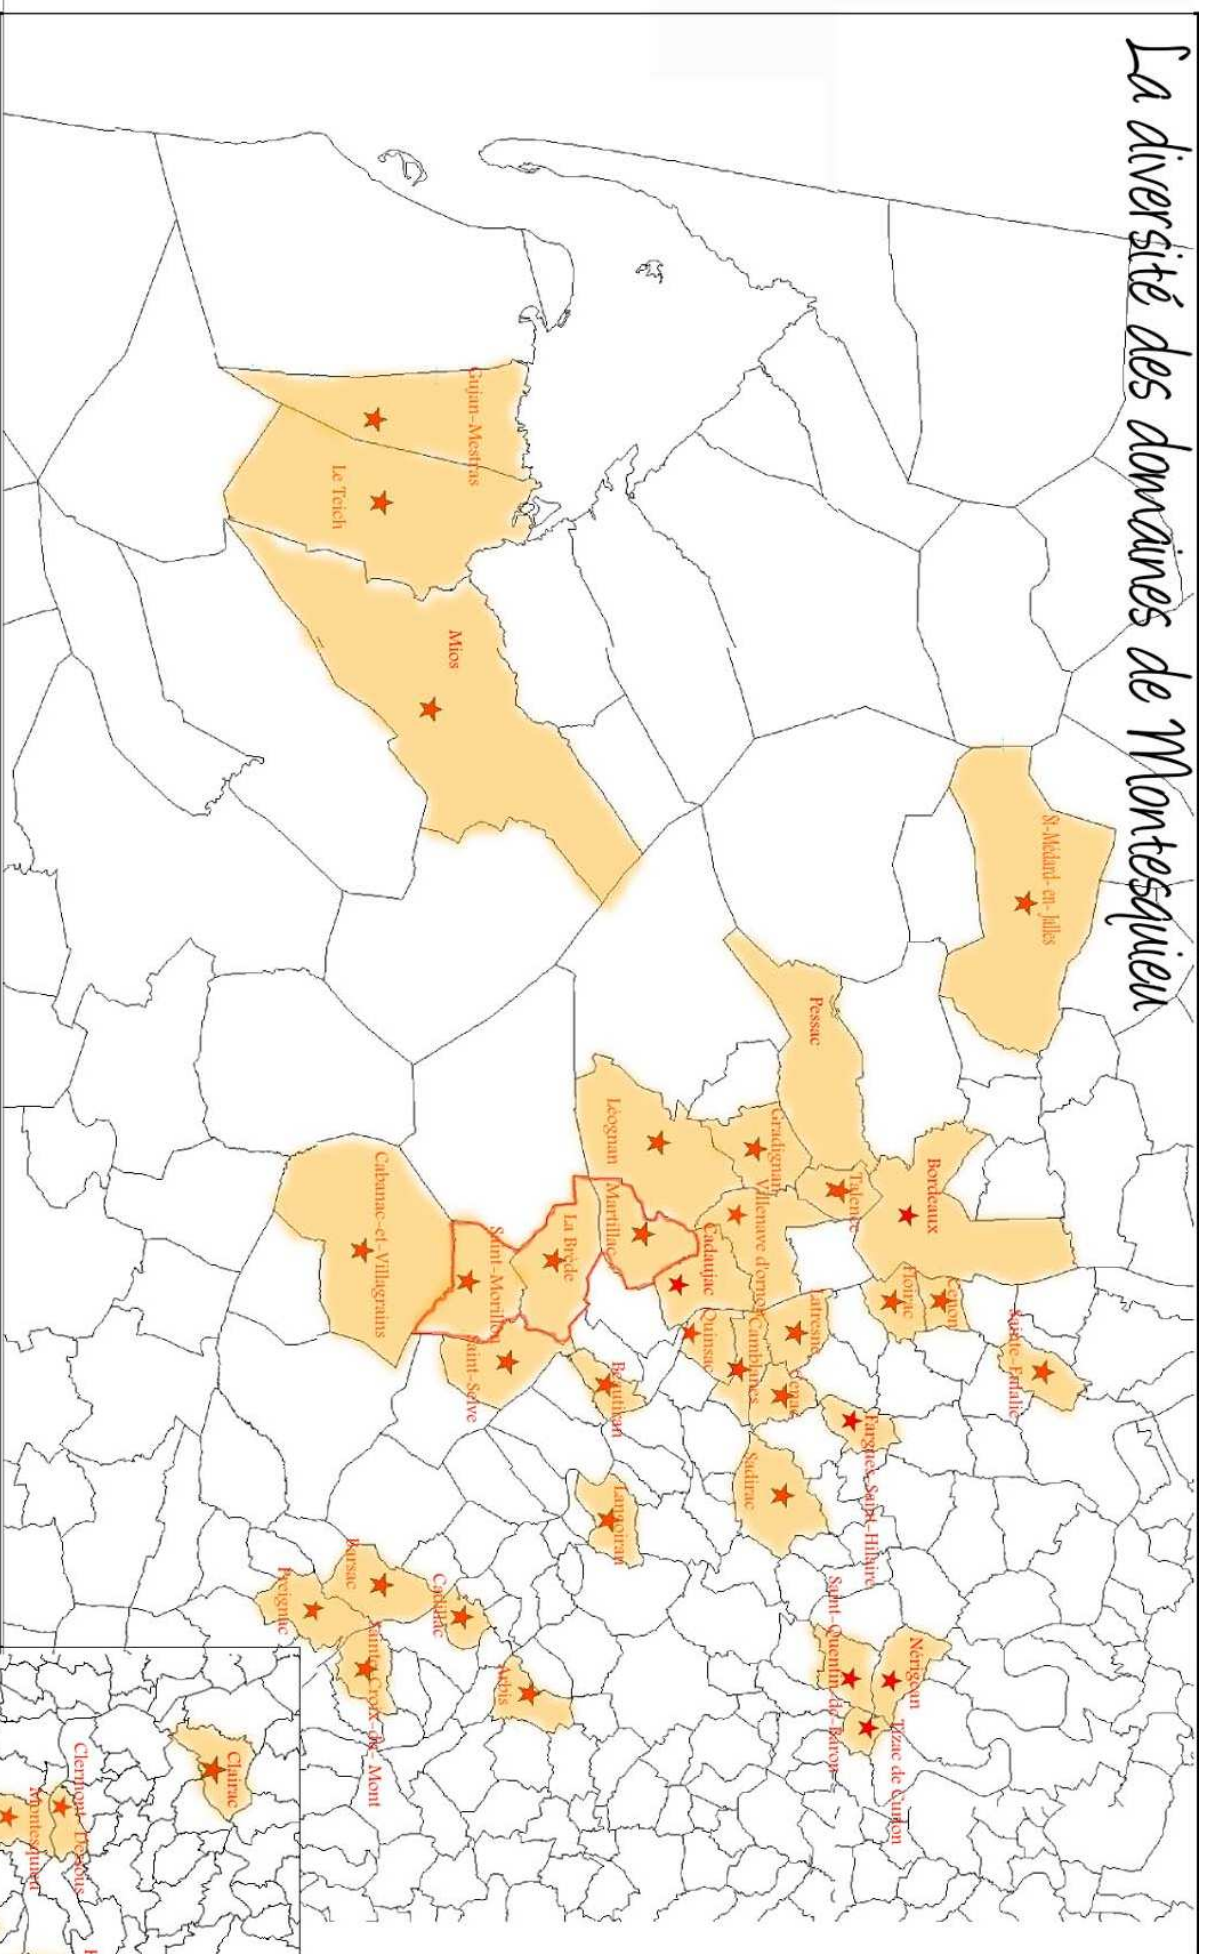 La diversité des domaines de Montesquieu
St-Médard-en-Jalles
Gujan-Mestras
Le Teich
Mios
Pessac
Bordeaux
Cenon
Floirac
Sainte-Eulalie
Talence
Gradignan
Villenave d'ornon
Léognan
Martillac
Cadaujac
Latresne
Cénac
Camblanes
Quinsac
Fargues-Saint-Hilaire
Sadirac
La Brède
Saint-Morillon
Saint-Selve
Beautiran
Cabanac-et-Villagrains
Langoiran
Nérigean
Saint-Quentin-de-Baron
Tizac de Curton
Barsac
Preignac
Cadillac
Sainte-Croix-du-Mont
Arbis
Clairac
Clermont-Dessous
Montesquieu